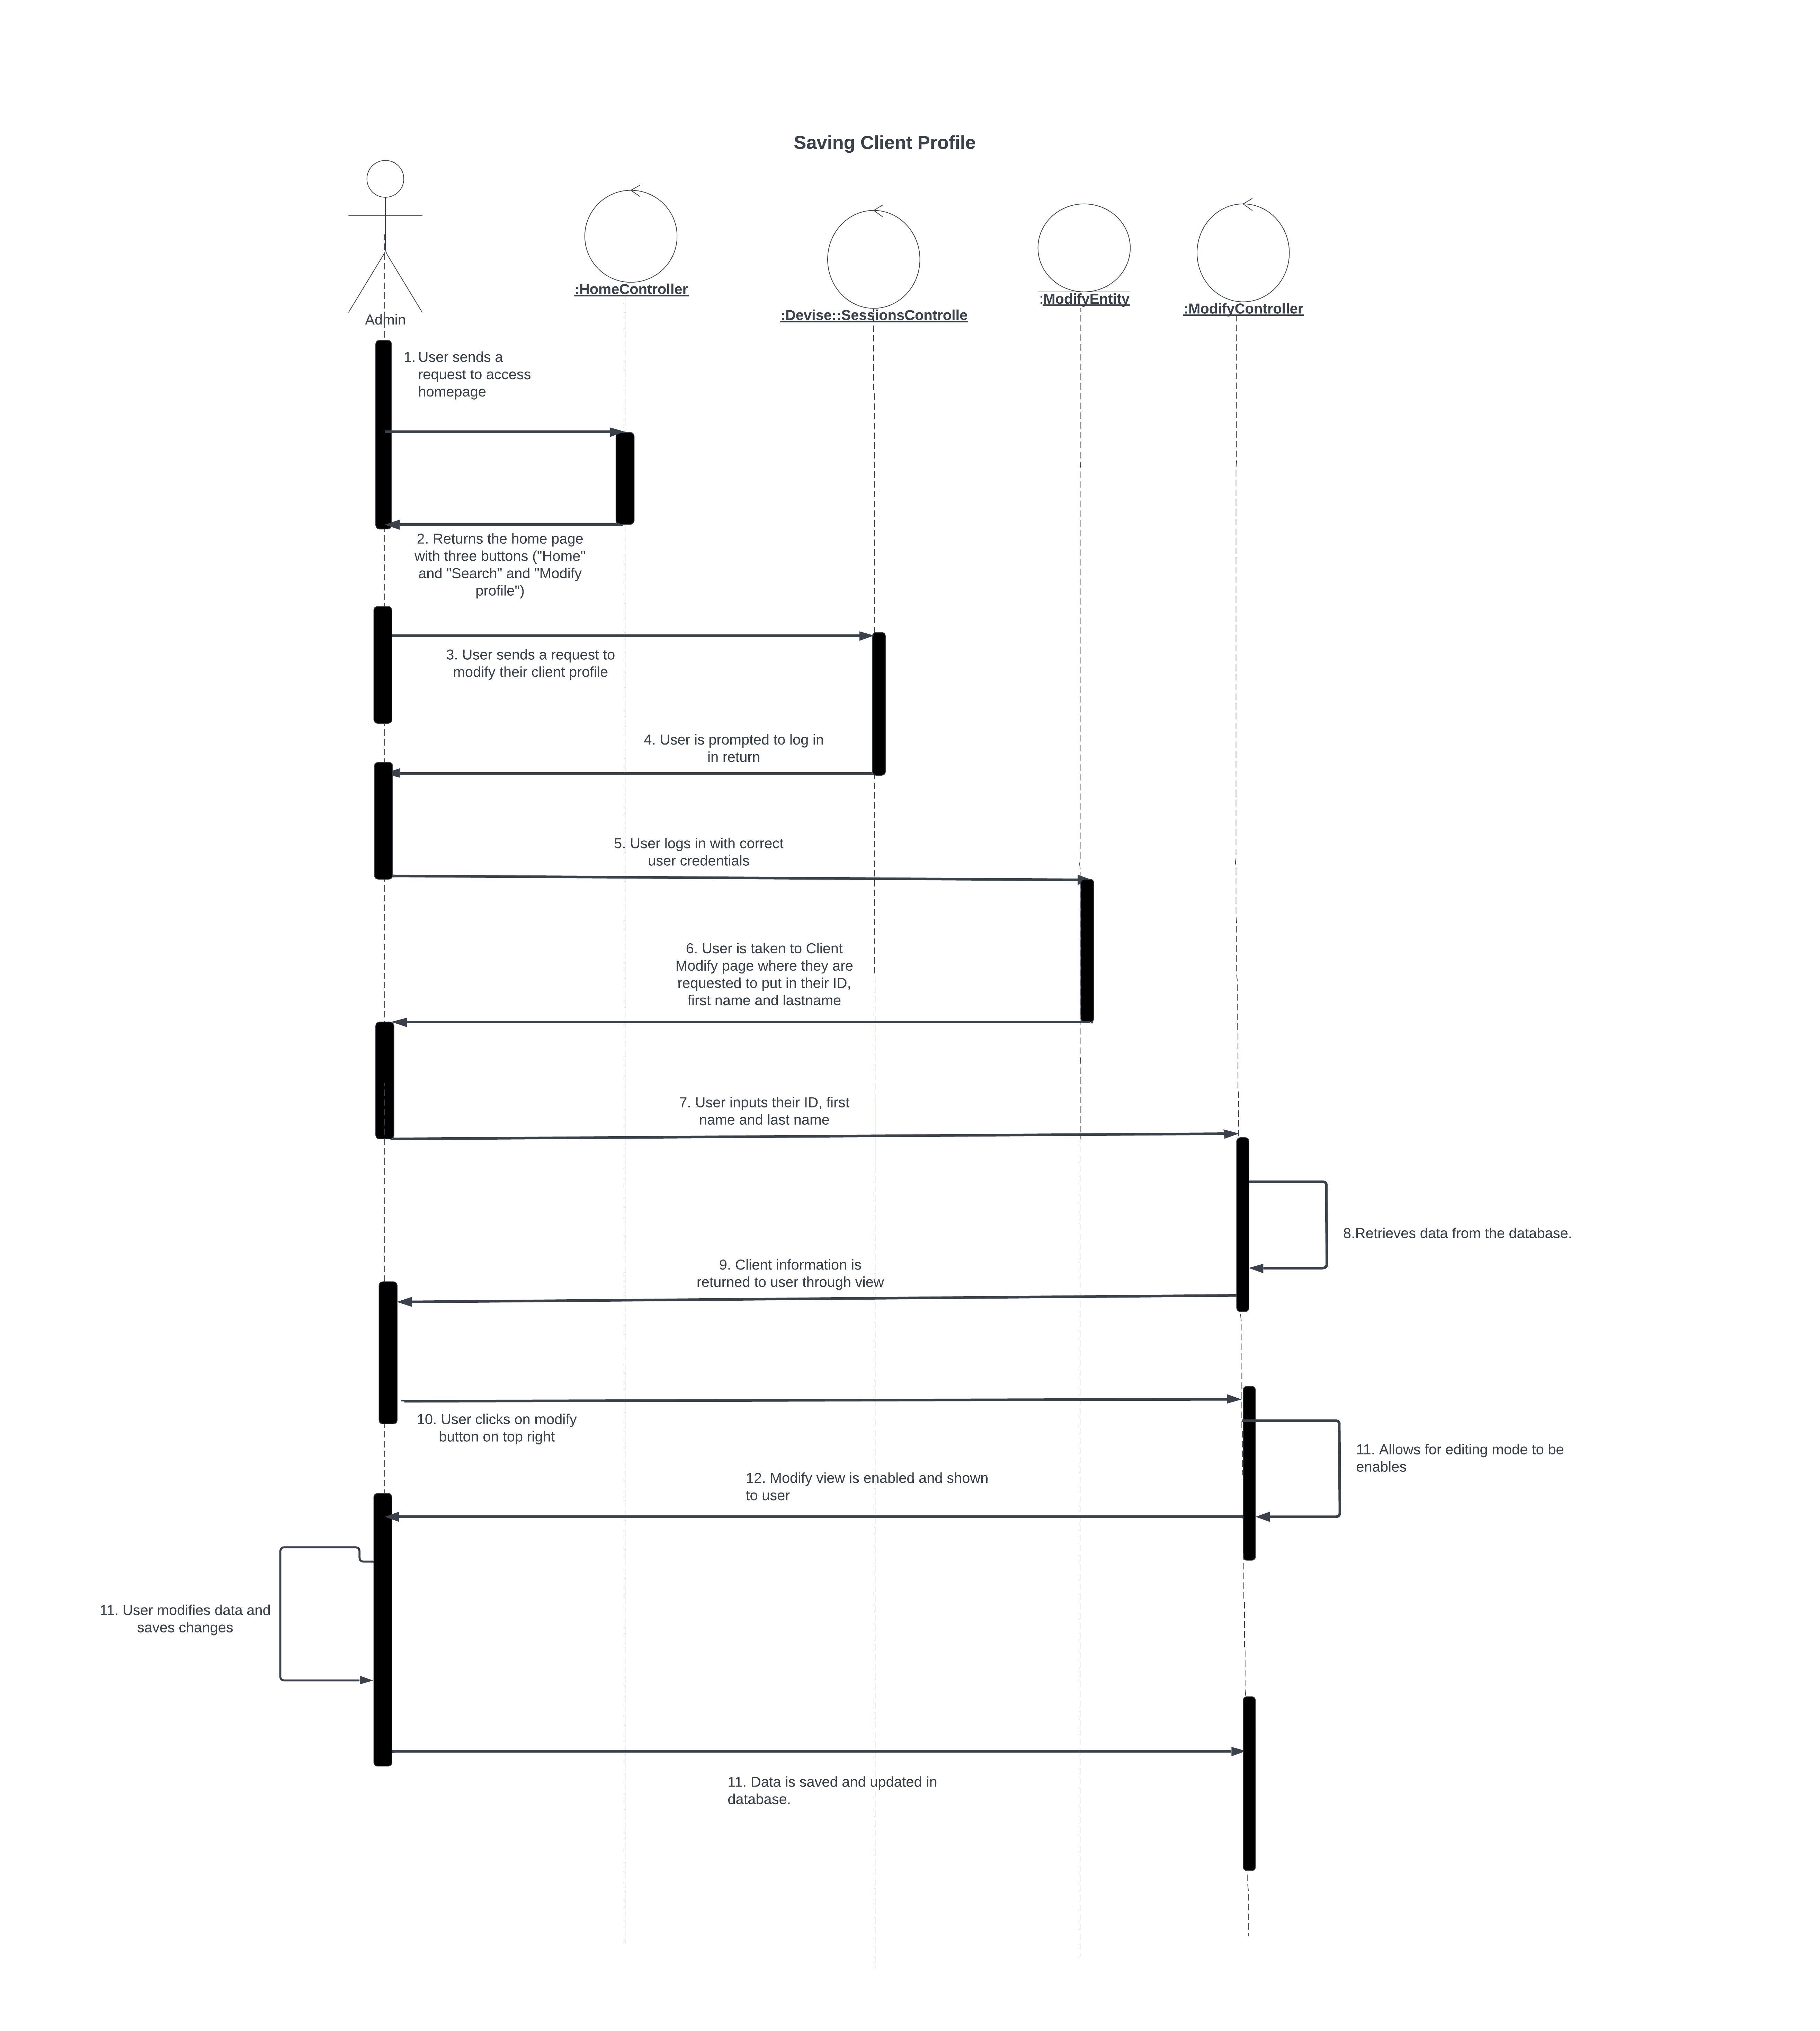 Saving Client Profile
Admin
:HomeController
:Devise::SessionsControlle
:ModifyEntity
:ModifyController
1. User sends a
request to access
homepage
2. Returns the home page
with three buttons ("Home"
and "Search" and "Modify
profile")
3. User sends a request to
modify their client profile
4. User is prompted to log in
in return
5. User logs in with correct
user credentials
6. User is taken to Client
Modify page where they are
requested to put in their ID,
first name and lastname
7. User inputs their ID, first
name and last name
8.Retrieves data from the database.
9. Client information is
returned to user through view
10. User clicks on modify
button on top right
11. Allows for editing mode to be
enables
12. Modify view is enabled and shown
to user
11. User modifies data and
saves changes
11. Data is saved and updated in
database.